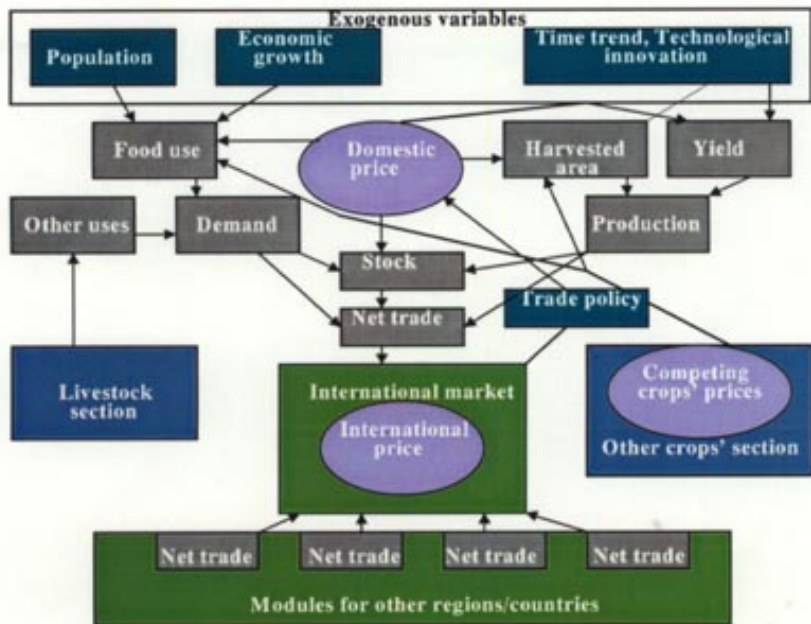 Exogenous variables
Population
Economic
growth
Time trend, Technological
innovation
Food use
Domestic
price
Harvested
area
Yield
Other uses
Demand
Production
Stock
Trade policy
Net trade
Livestock
section
International market
International
price
Competing
crops' prices
Other crops' section
Net trade
Net trade
Net trade
Net trade
Modules for other regions/countries